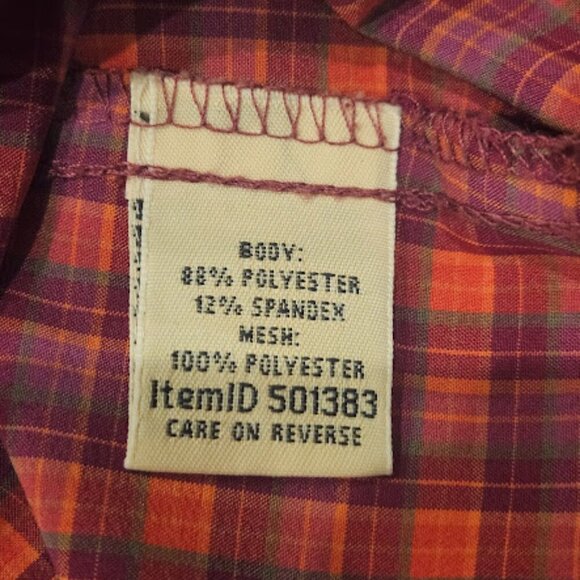 BODY:
88% POLYESTER
12% SPANDEX
MESH:
100% POLYESTER
ItemID 501383
CARE ON REVERSE